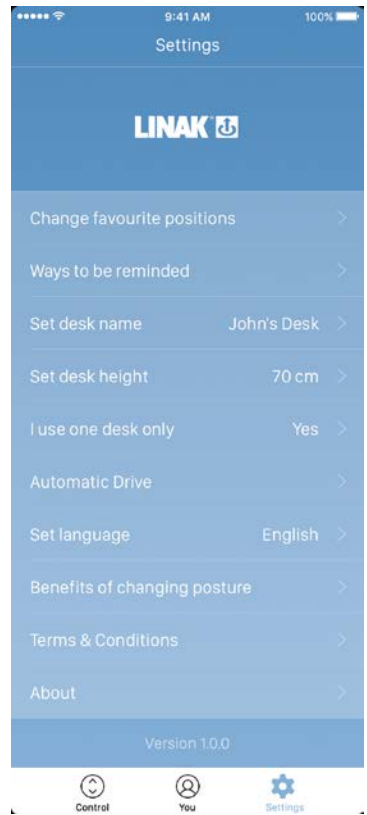 9:41 AM 100%
Settings
LINAK
Change favourite positions
Ways to be reminded
Set desk name John's Desk
Set desk height 70 cm
I use one desk only Yes
Automatic Drive
Set language English
Benefits of changing posture
Terms & Conditions
About
Version 1.0.0
Control You Settings